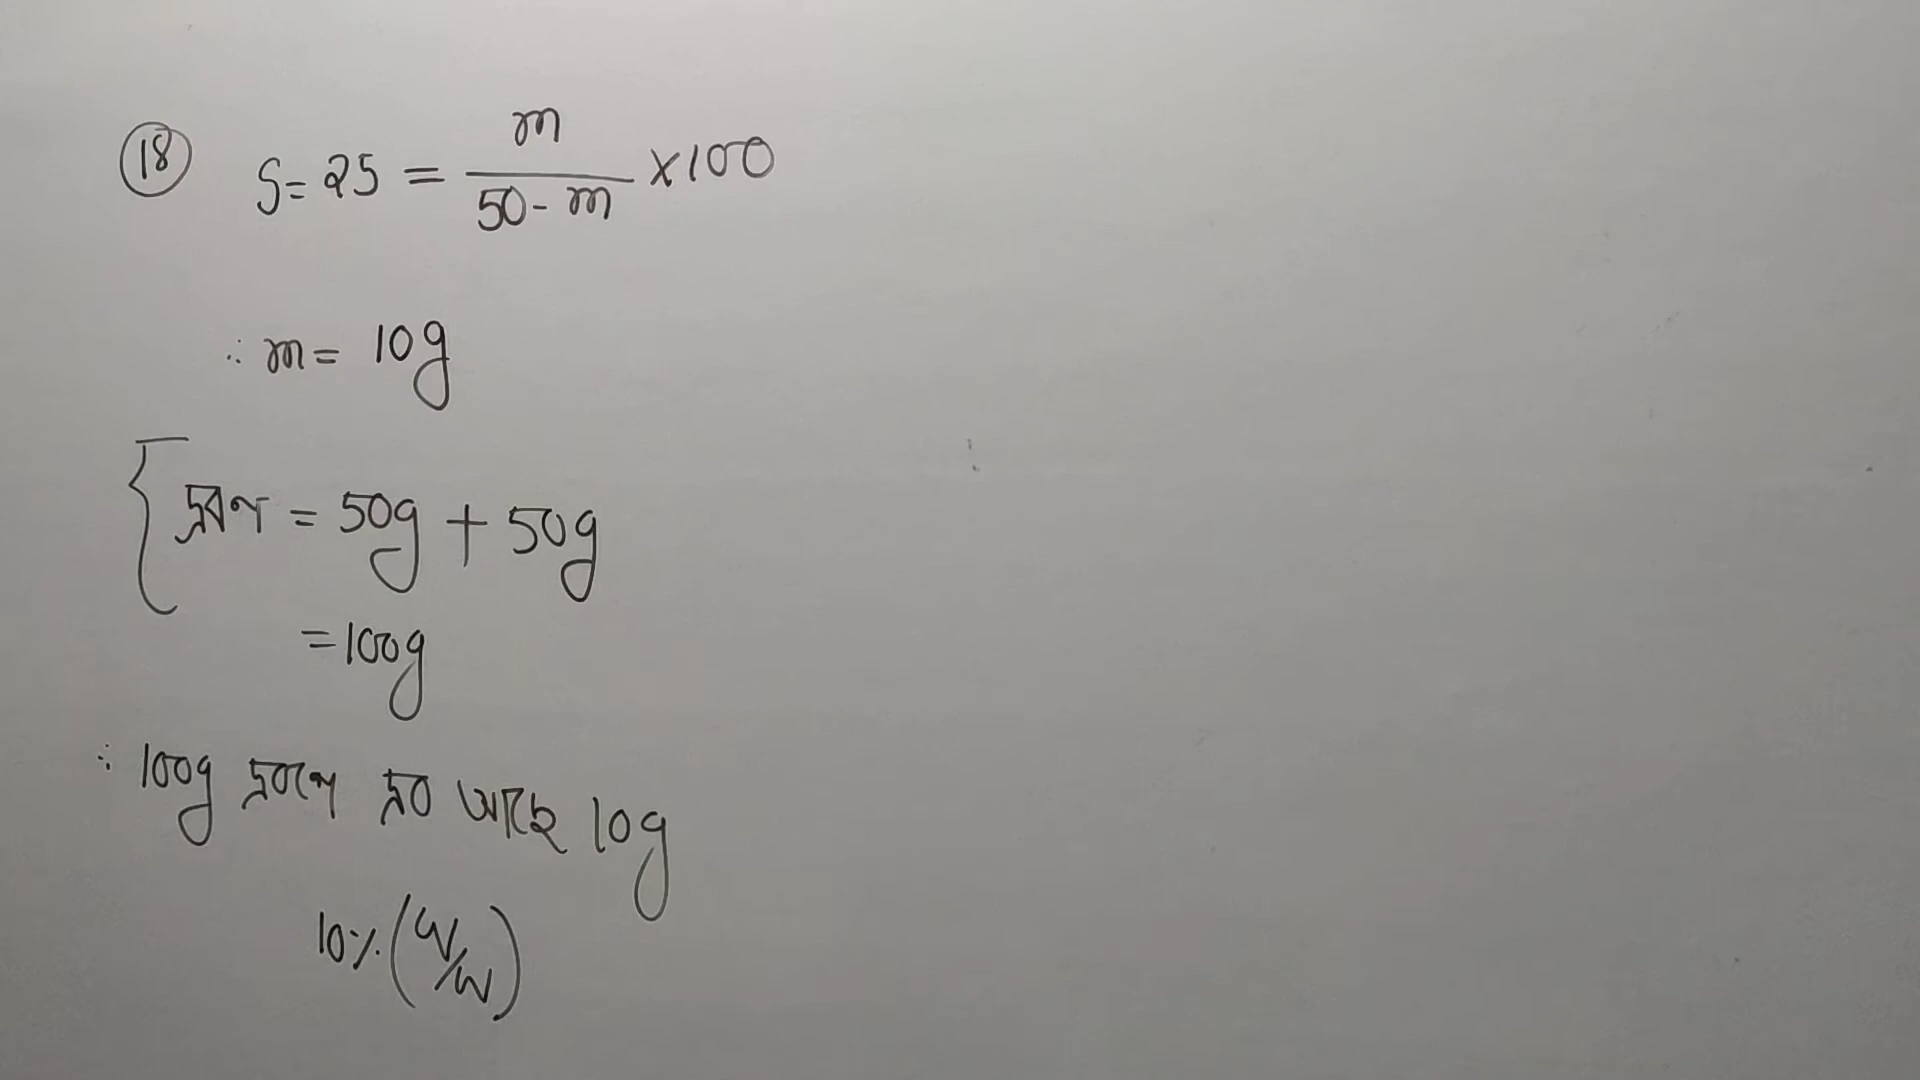 18 S = 25 = m / 50 - m × 100
∴ m = 10g
{ দ্রবণ = 50g + 50g
= 100g
∴ 100g দ্রবণে দ্রব আছে 10g
10% (W/W)